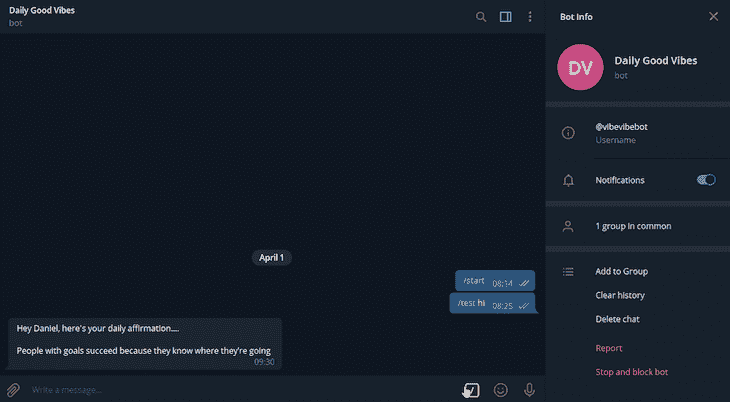 Daily Good Vibes
bot
April 1
/start 08:14
/test hi 08:25
Hey Daniel, here's your daily affirmation....
People with goals succeed because they know where they're going
09:30
Write a message...
Bot Info
DV
Daily Good Vibes
bot
@vibevibebot
Username
Notifications
1 group in common
Add to Group
Clear history
Delete chat
Report
Stop and block bot